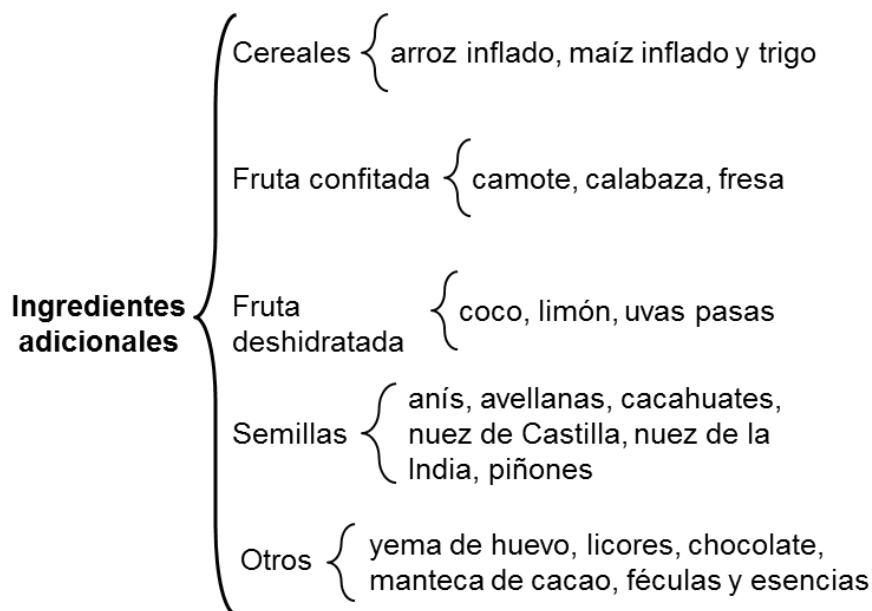 Cereales
arroz inflado, maíz inflado y trigo
Fruta confitada
camote, calabaza, fresa
Ingredientes
adicionales
Fruta
deshidratada
coco, limón, uvas pasas
Semillas
anís, avellanas, cacahuates,
nuez de Castilla, nuez de la
India, piñones
Otros
yema de huevo, licores, chocolate,
manteca de cacao, féculas y esencias